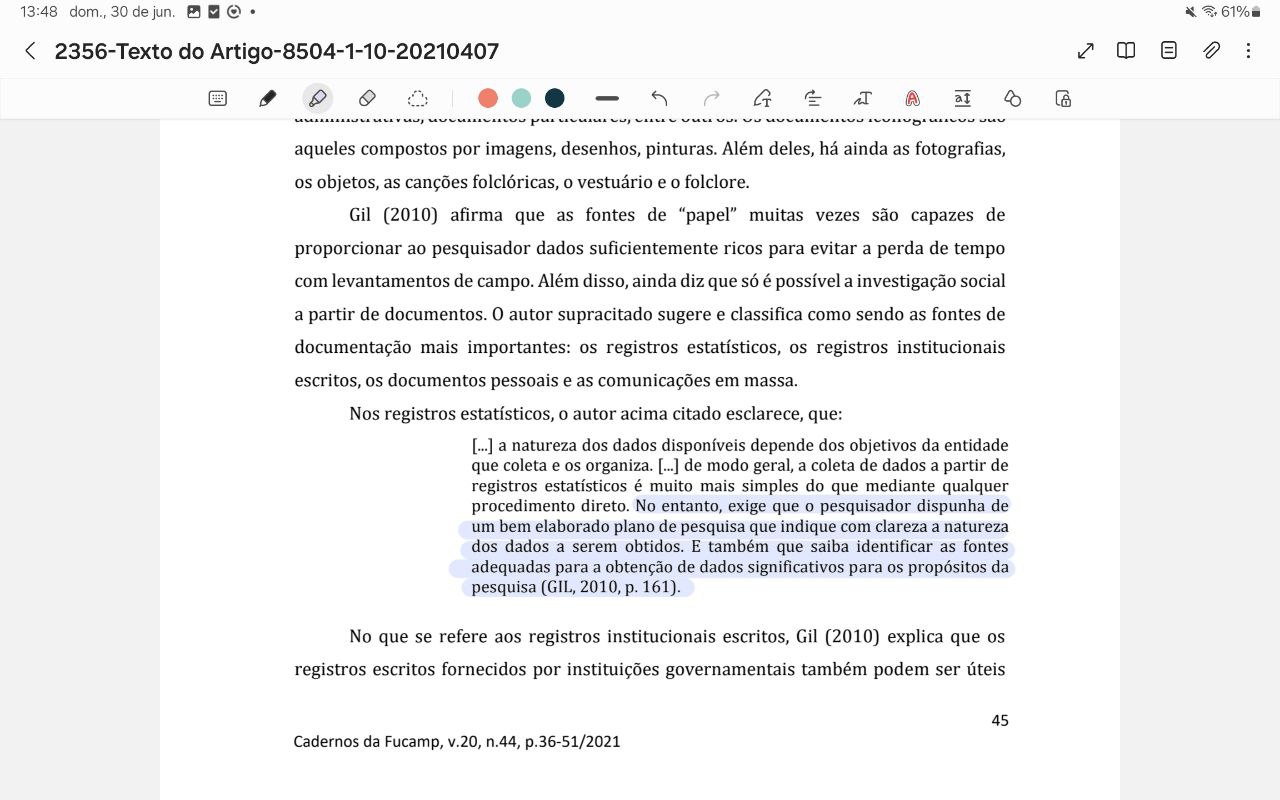 13:48 dom., 30 de jun. 61%
2356-Texto do Artigo-8504-1-10-20210407
administrativas, documentos particulares, entre outros. Os documentos iconográficos são
aqueles compostos por imagens, desenhos, pinturas. Além deles, há ainda as fotografias,
os objetos, as canções folclóricas, o vestuário e o folclore.
Gil (2010) afirma que as fontes de “papel” muitas vezes são capazes de
proporcionar ao pesquisador dados suficientemente ricos para evitar a perda de tempo
com levantamentos de campo. Além disso, ainda diz que só é possível a investigação social
a partir de documentos. O autor supracitado sugere e classifica como sendo as fontes de
documentação mais importantes: os registros estatísticos, os registros institucionais
escritos, os documentos pessoais e as comunicações em massa.
Nos registros estatísticos, o autor acima citado esclarece, que:
[...] a natureza dos dados disponíveis depende dos objetivos da entidade
que coleta e os organiza. [...] de modo geral, a coleta de dados a partir de
registros estatísticos é muito mais simples do que mediante qualquer
procedimento direto. No entanto, exige que o pesquisador dispunha de
um bem elaborado plano de pesquisa que indique com clareza a natureza
dos dados a serem obtidos. E também que saiba identificar as fontes
adequadas para a obtenção de dados significativos para os propósitos da
pesquisa (GIL, 2010, p. 161).
No que se refere aos registros institucionais escritos, Gil (2010) explica que os
registros escritos fornecidos por instituições governamentais também podem ser úteis
45
Cadernos da Fucamp, v.20, n.44, p.36-51/2021